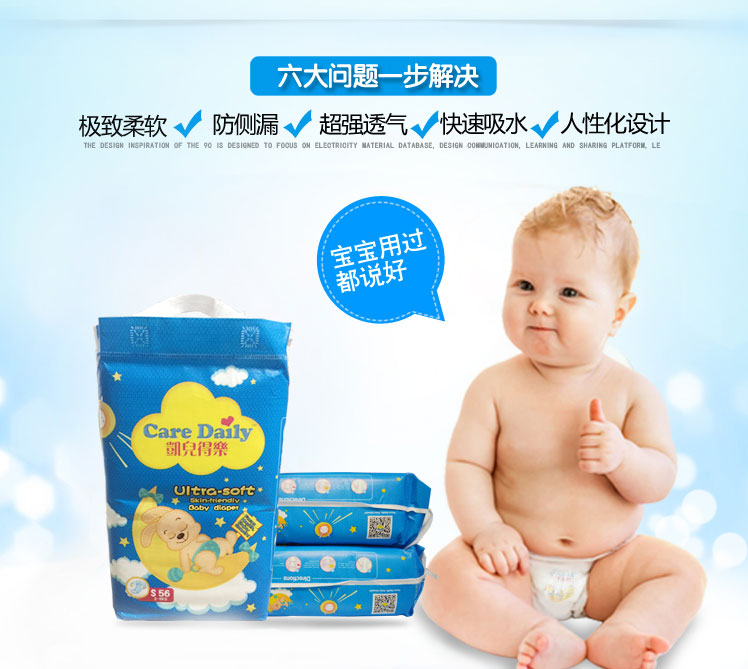 六大问题一步解决
极致柔软 防侧漏 超强透气 快速吸水 人性化设计
THE DESIGN INSPIRATION OF THE 90 IS DESIGNED TO FOCUS ON ELECTRICITY MATERIAL DATABASE, DESIGN COMMUNICATION, LEARNING AND SHARING PLATFORM, LE
宝宝用过
都说好
Care Daily
凱兒得樂
Ultra-soft
Skin-friendly
Baby diaper
S 56
Directions
Directions